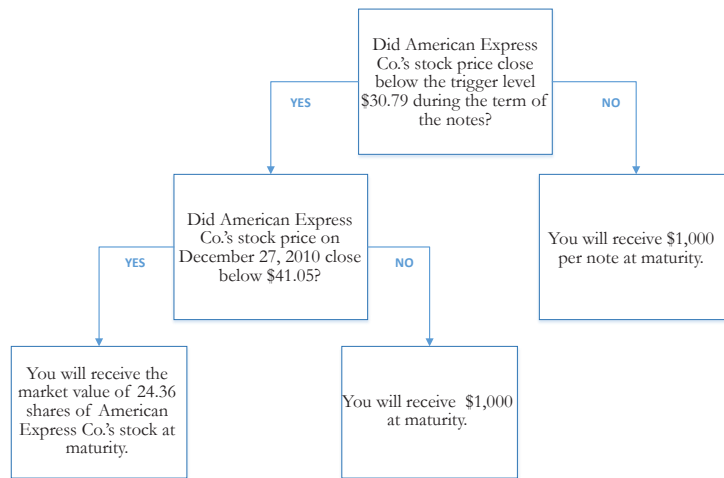 Did American Express
Co.'s stock price close
below the trigger level
$30.79 during the term of
the notes?
YES
NO
Did American Express
Co.'s stock price on
December 27, 2010 close
below $41.05?
You will receive $1,000
per note at maturity.
YES
NO
You will receive the
market value of 24.36
shares of American
Express Co.'s stock at
maturity.
You will receive $1,000
at maturity.